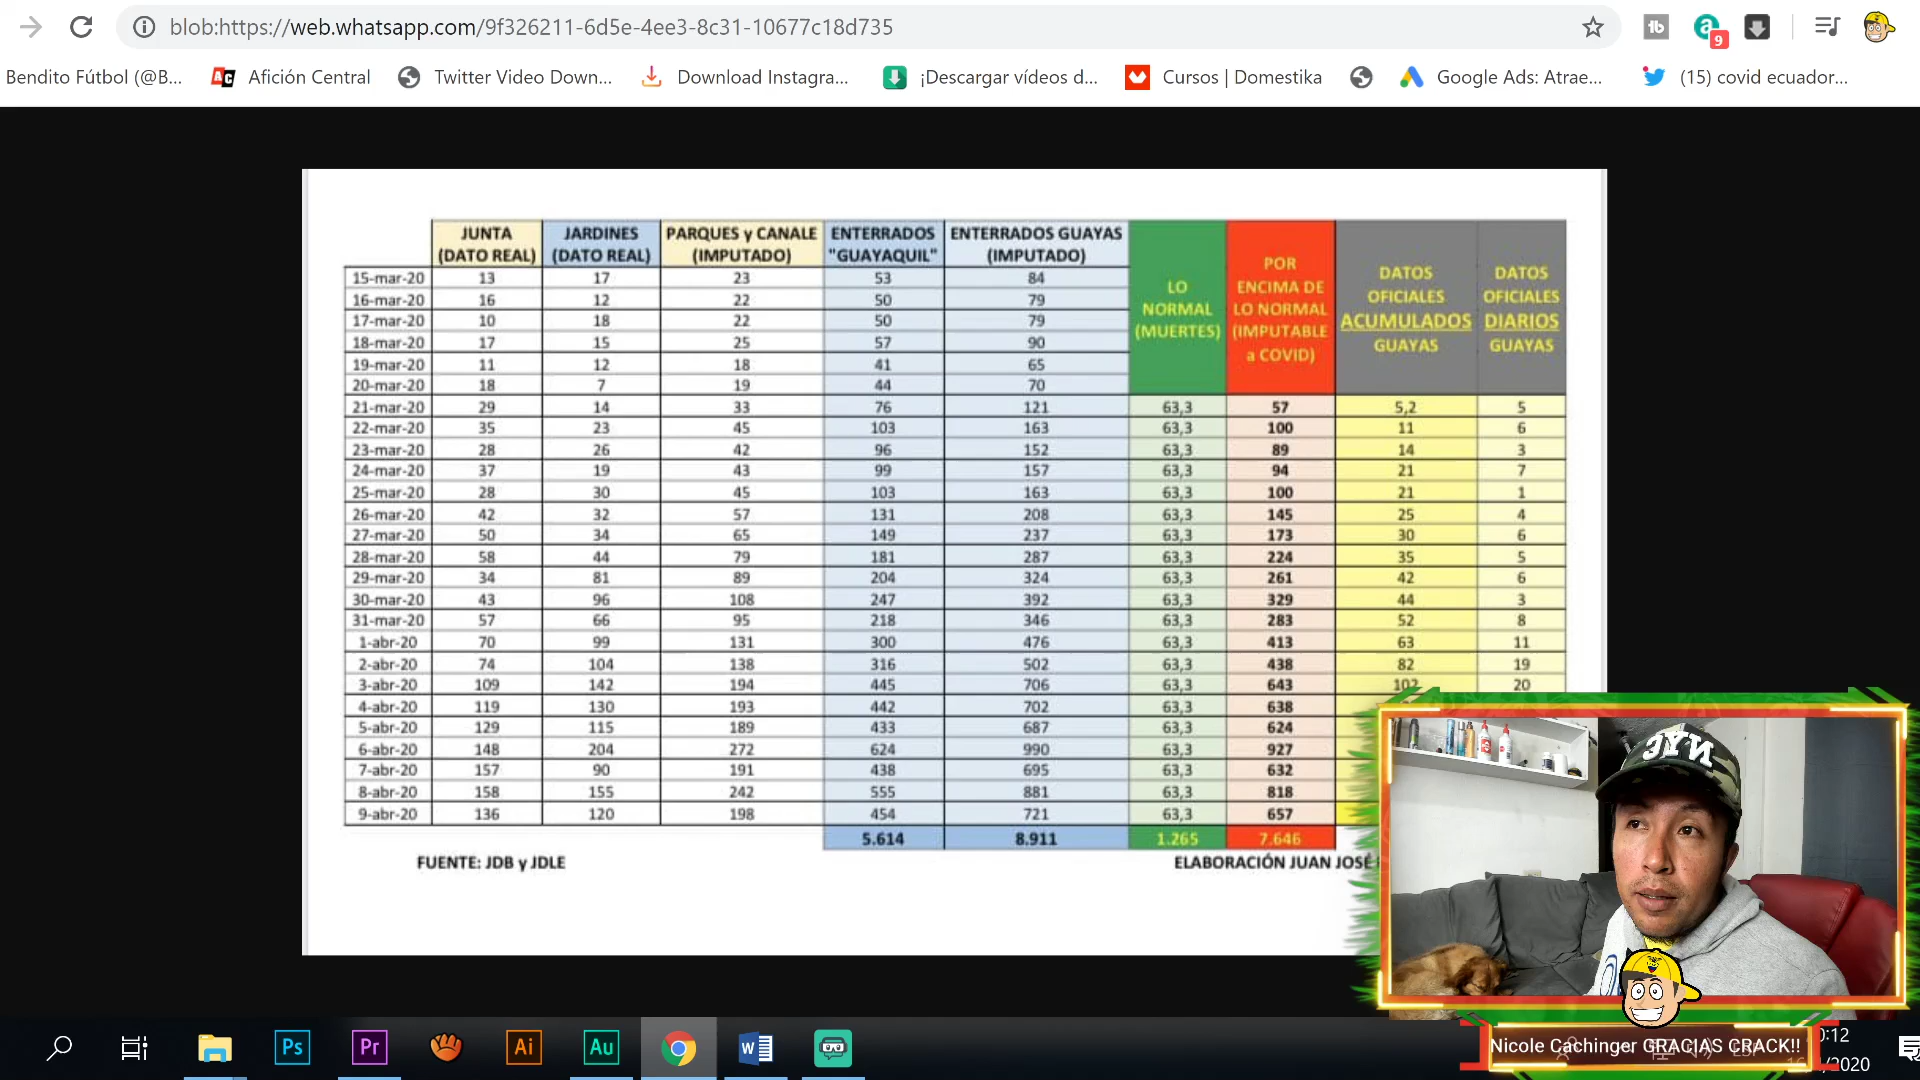 blob:https://web.whatsapp.com/9f326211-6d5e-4ee3-8c31-10677c18d735
tb
a
9
Bendito Fútbol (@B... AC Afición Central Twitter Video Down... Download Instagra... ¡Descargar vídeos d... Cursos | Domestika Google Ads: Atrae... (15) covid ecuador...
JUNTA (DATO REAL) JARDINES (DATO REAL) PARQUES y CANALE (IMPUTADO) ENTERRADOS "GUAYAQUIL" ENTERRADOS GUAYAS (IMPUTADO) LO NORMAL (MUERTES) POR ENCIMA DE LO NORMAL (IMPUTABLE a COVID) DATOS OFICIALES ACUMULADOS GUAYAS DATOS OFICIALES DIARIOS GUAYAS
15-mar-20 13 17 23 53 84
16-mar-20 16 12 22 50 79
17-mar-20 10 18 22 50 79
18-mar-20 17 15 25 57 90
19-mar-20 11 12 18 41 65
20-mar-20 18 7 19 44 70
21-mar-20 29 14 33 76 121 63,3 57 5,2 5
22-mar-20 35 23 45 103 163 63,3 100 11 6
23-mar-20 28 26 42 96 152 63,3 89 14 3
24-mar-20 37 19 43 99 157 63,3 94 21 7
25-mar-20 28 30 45 103 163 63,3 100 21 1
26-mar-20 42 32 57 131 208 63,3 145 25 4
27-mar-20 50 34 65 149 237 63,3 173 30 6
28-mar-20 58 44 79 181 287 63,3 224 35 5
29-mar-20 34 81 89 204 324 63,3 261 42 6
30-mar-20 43 96 108 247 392 63,3 329 44 3
31-mar-20 57 66 95 218 346 63,3 283 52 8
1-abr-20 70 99 131 300 476 63,3 413 63 11
2-abr-20 74 104 138 316 502 63,3 438 82 19
3-abr-20 109 142 194 445 706 63,3 643 102 20
4-abr-20 119 130 193 442 702 63,3 638
5-abr-20 129 115 189 433 687 63,3 624
6-abr-20 148 204 272 624 990 63,3 927
7-abr-20 157 90 191 438 695 63,3 632
8-abr-20 158 155 242 555 881 63,3 818
9-abr-20 136 120 198 454 721 63,3 657
5.614 8.911 1.265 7.646
FUENTE: JDB y JDLE ELABORACIÓN JUAN JOSÉ
NYC
Ps Pr Ai Au W
Nicole Cachinger GRACIAS CRACK!!
0:12
/2020